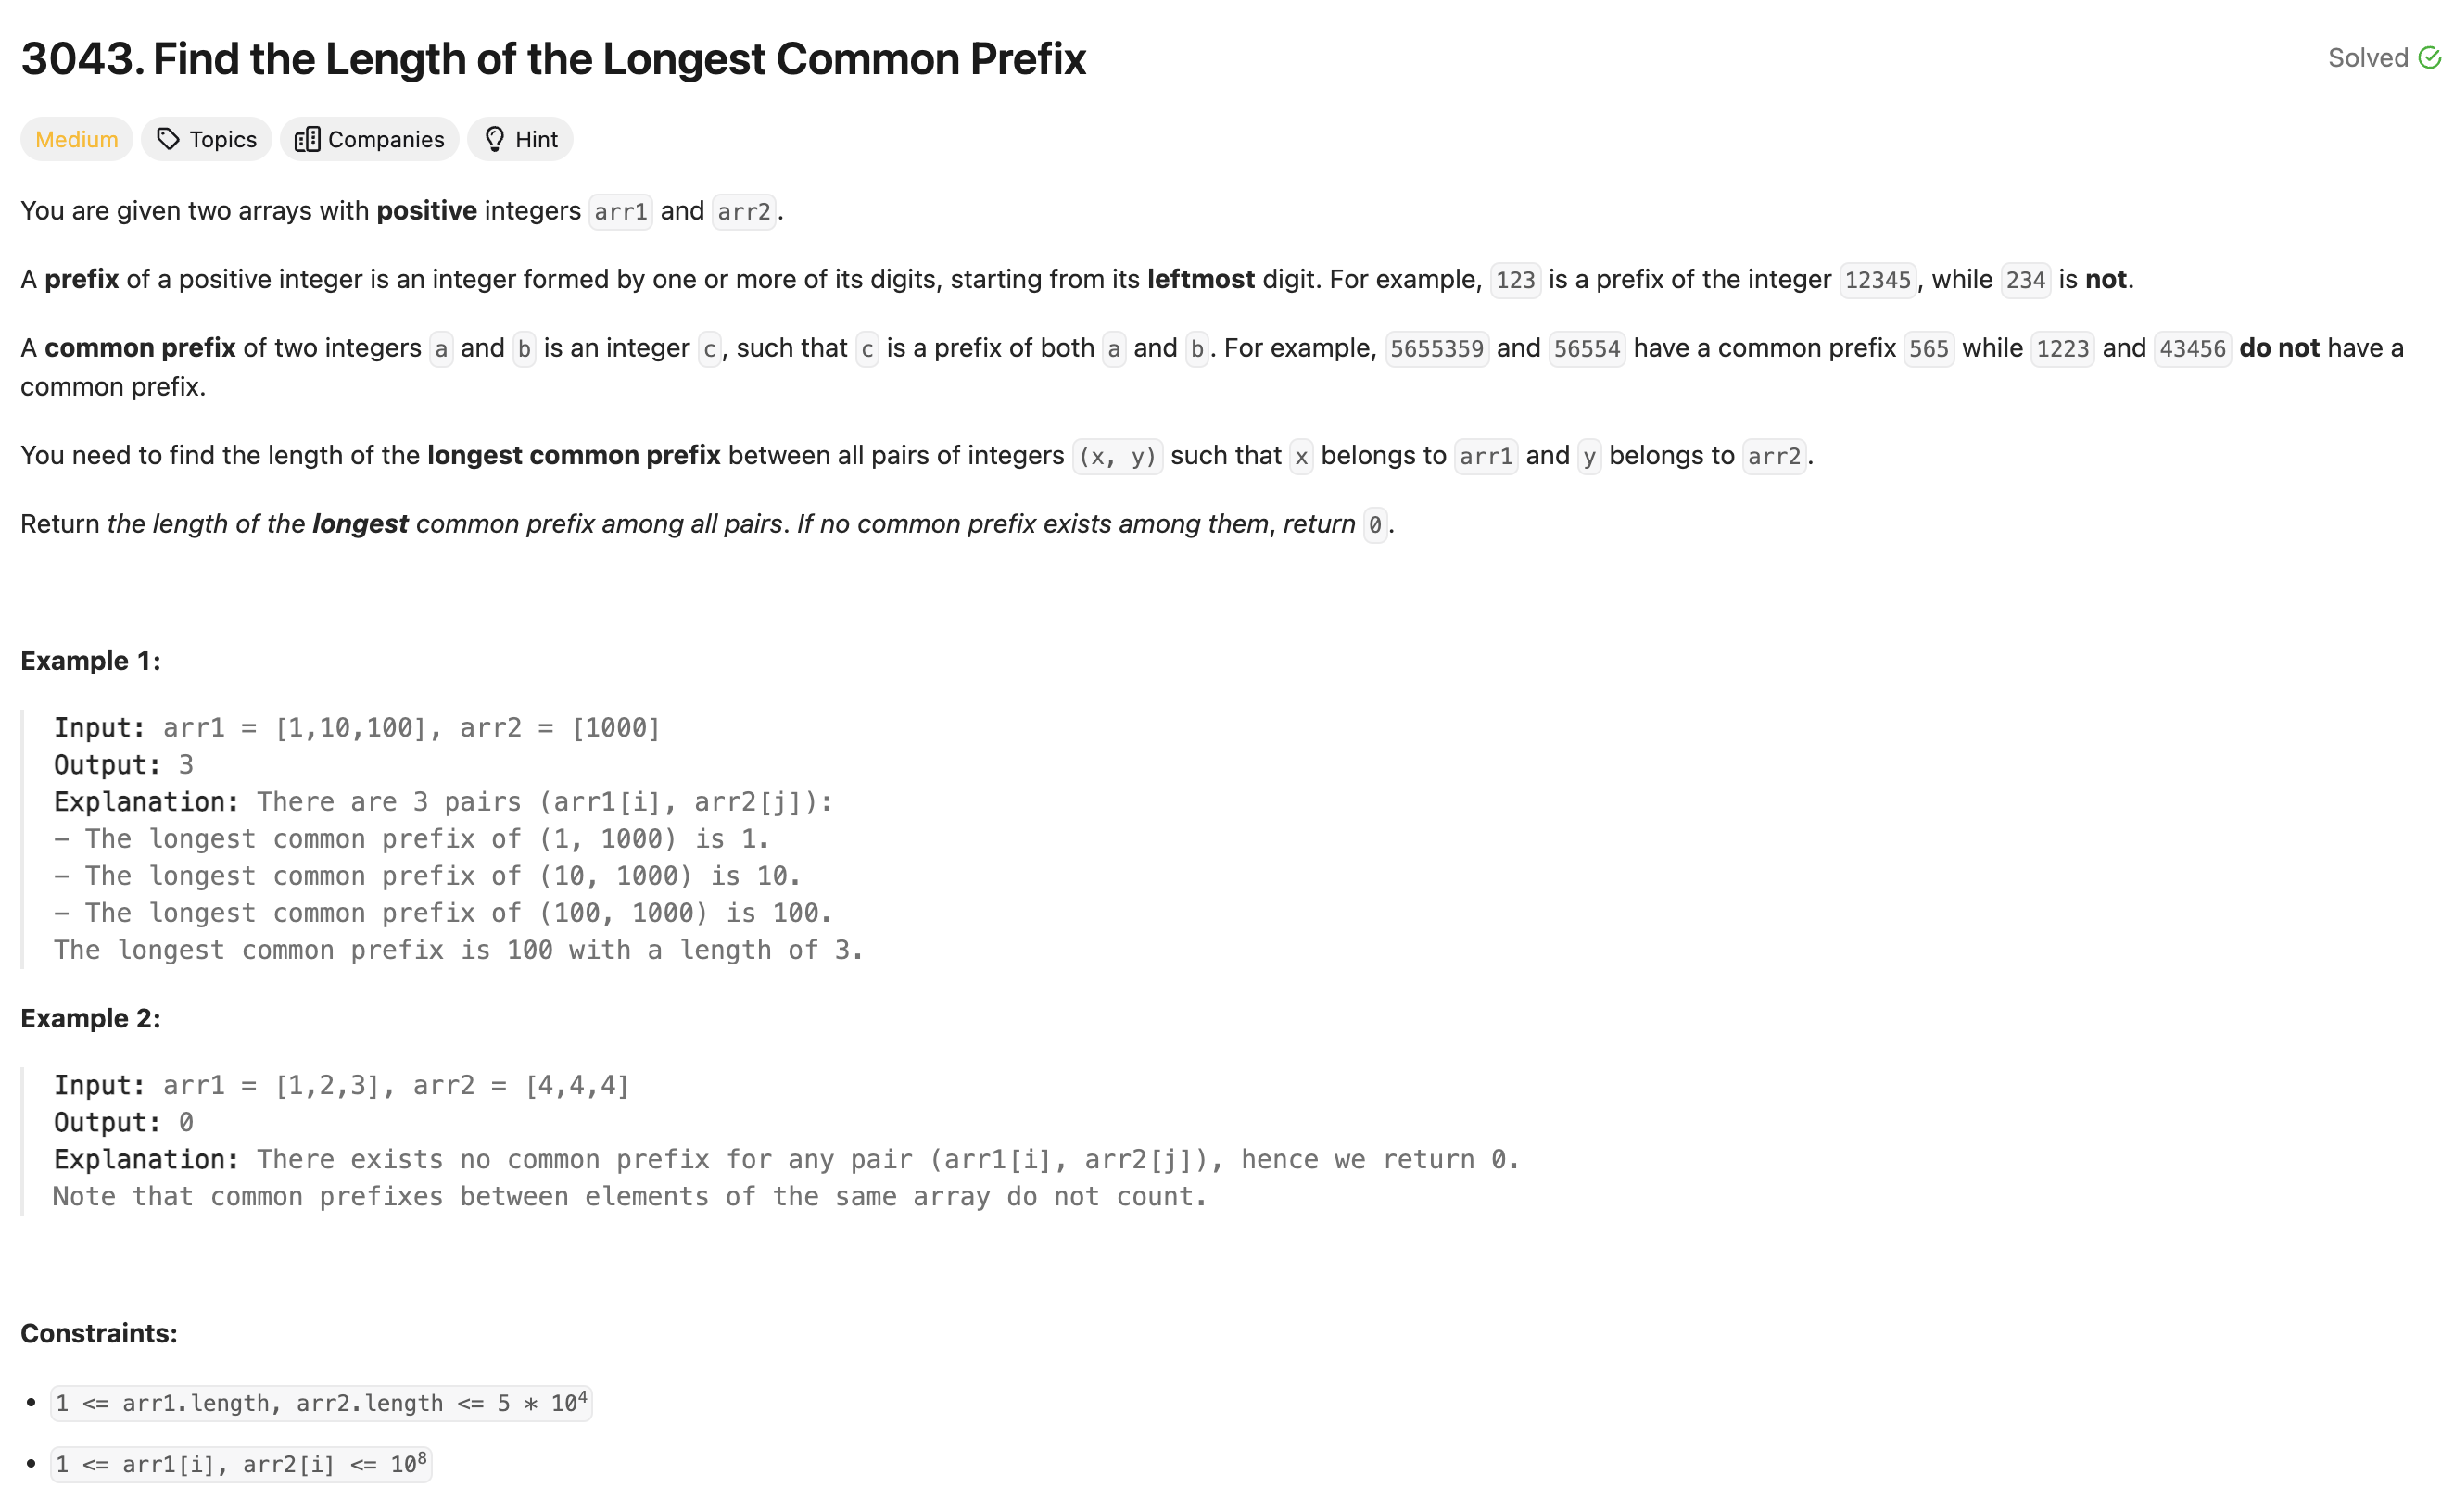 3043. Find the Length of the Longest Common Prefix
Solved
Medium Topics Companies Hint
You are given two arrays with positive integers arr1 and arr2.
A prefix of a positive integer is an integer formed by one or more of its digits, starting from its leftmost digit. For example, 123 is a prefix of the integer 12345, while 234 is not.
A common prefix of two integers a and b is an integer c, such that c is a prefix of both a and b. For example, 5655359 and 56554 have a common prefix 565 while 1223 and 43456 do not have a
common prefix.
You need to find the length of the longest common prefix between all pairs of integers (x, y) such that x belongs to arr1 and y belongs to arr2.
Return the length of the longest common prefix among all pairs. If no common prefix exists among them, return 0.
Example 1:
Input: arr1 = [1,10,100], arr2 = [1000]
Output: 3
Explanation: There are 3 pairs (arr1[i], arr2[j]):
– The longest common prefix of (1, 1000) is 1.
– The longest common prefix of (10, 1000) is 10.
– The longest common prefix of (100, 1000) is 100.
The longest common prefix is 100 with a length of 3.
Example 2:
Input: arr1 = [1,2,3], arr2 = [4,4,4]
Output: 0
Explanation: There exists no common prefix for any pair (arr1[i], arr2[j]), hence we return 0.
Note that common prefixes between elements of the same array do not count.
Constraints:
• 1 <= arr1.length, arr2.length <= 5 * 10⁴
• 1 <= arr1[i], arr2[i] <= 10⁸